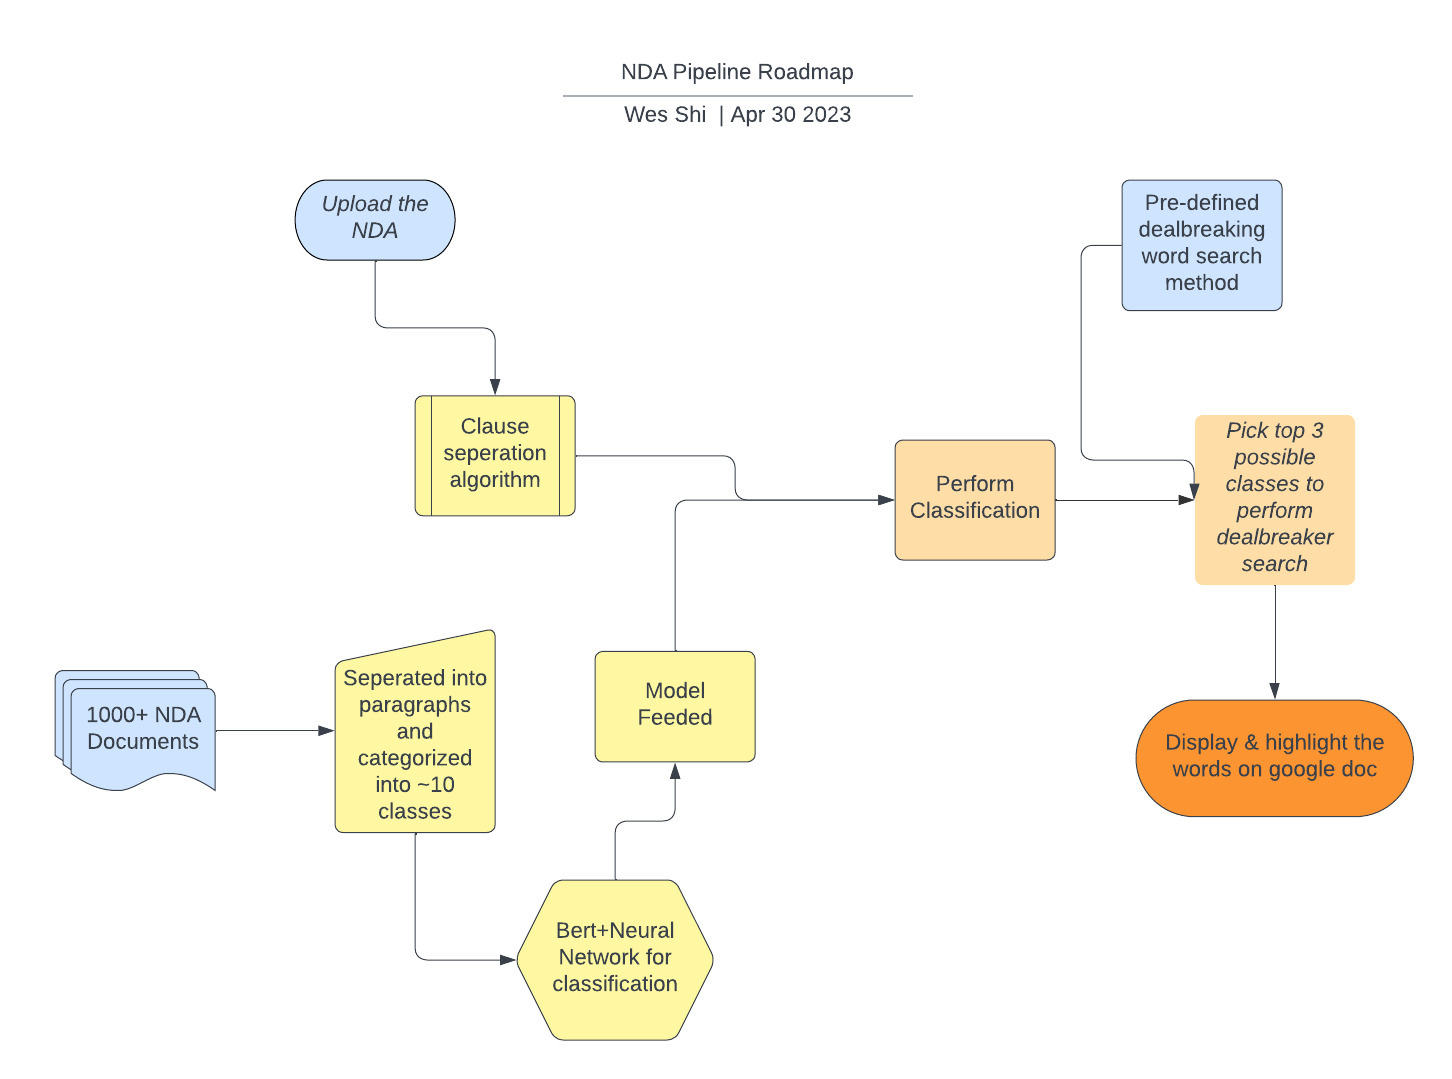 NDA Pipeline Roadmap
Wes Shi | Apr 30 2023
Upload the
NDA
Pre-defined
dealbreaking
word search
method
Clause
seperation
algorithm
Perform
Classification
Pick top 3
possible
classes to
perform
dealbreaker
search
1000+ NDA
Documents
Seperated into
paragraphs
and
categorized
into ~10
classes
Model
Feeded
Display & highlight the
words on google doc
Bert+Neural
Network for
classification